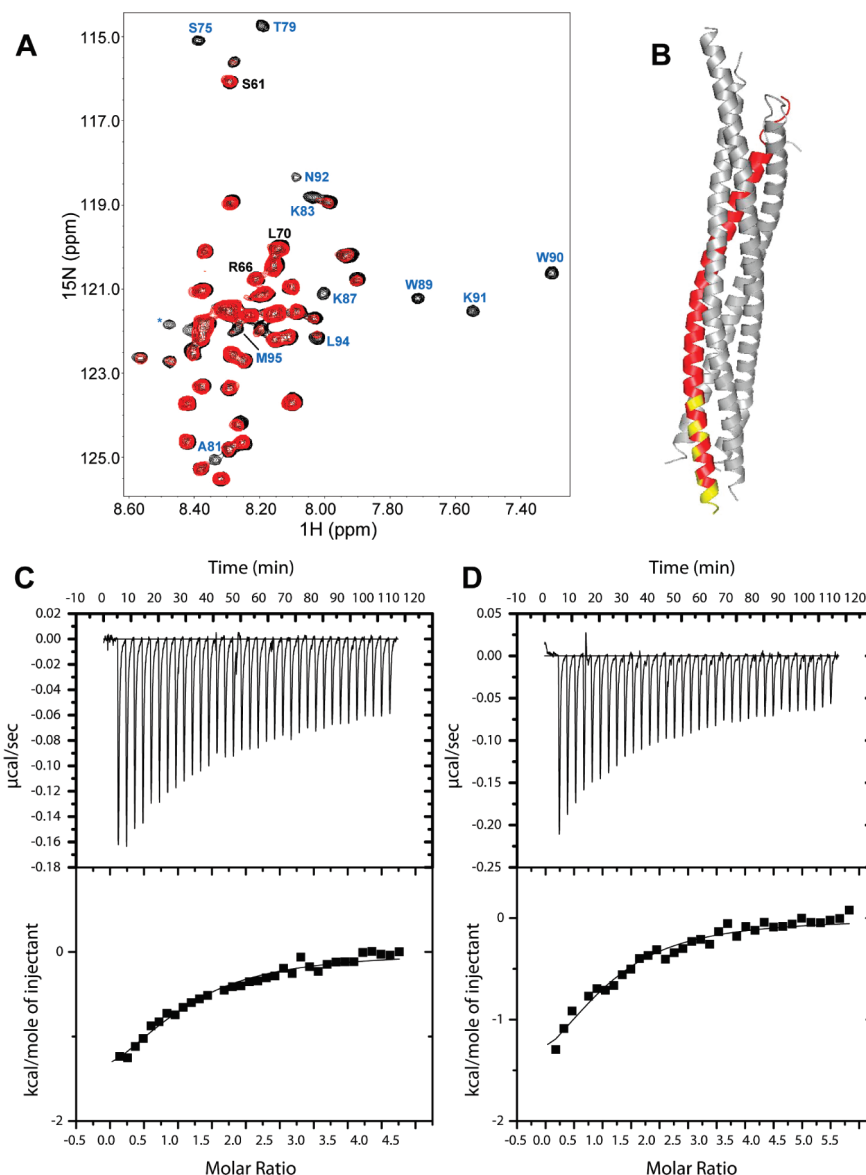 A
B
S75
T79
S61
N92
K83
L70
R66
W90
W89
K87
K91
*
M95
L94
A81
115.0
117.0
119.0
121.0
123.0
125.0
15N (ppm)
8.60 8.40 8.20 8.00 7.80 7.60 7.40
1H (ppm)
C
Time (min)
-10 0 10 20 30 40 50 60 70 80 90 100 110 120
0.02
0.00
-0.02
-0.04
-0.06
-0.08
-0.10
-0.12
-0.14
-0.16
-0.18
µcal/sec
0
-2
kcal/mole of injectant
-0.5 0.0 0.5 1.0 1.5 2.0 2.5 3.0 3.5 4.0 4.5
Molar Ratio
D
Time (min)
-10 0 10 20 30 40 50 60 70 80 90 100 110 120
0.05
0.00
-0.05
-0.10
-0.15
-0.20
-0.25
µcal/sec
0
-1
-2
kcal/mole of injectant
-0.5 0.0 0.5 1.0 1.5 2.0 2.5 3.0 3.5 4.0 4.5 5.0 5.5
Molar Ratio